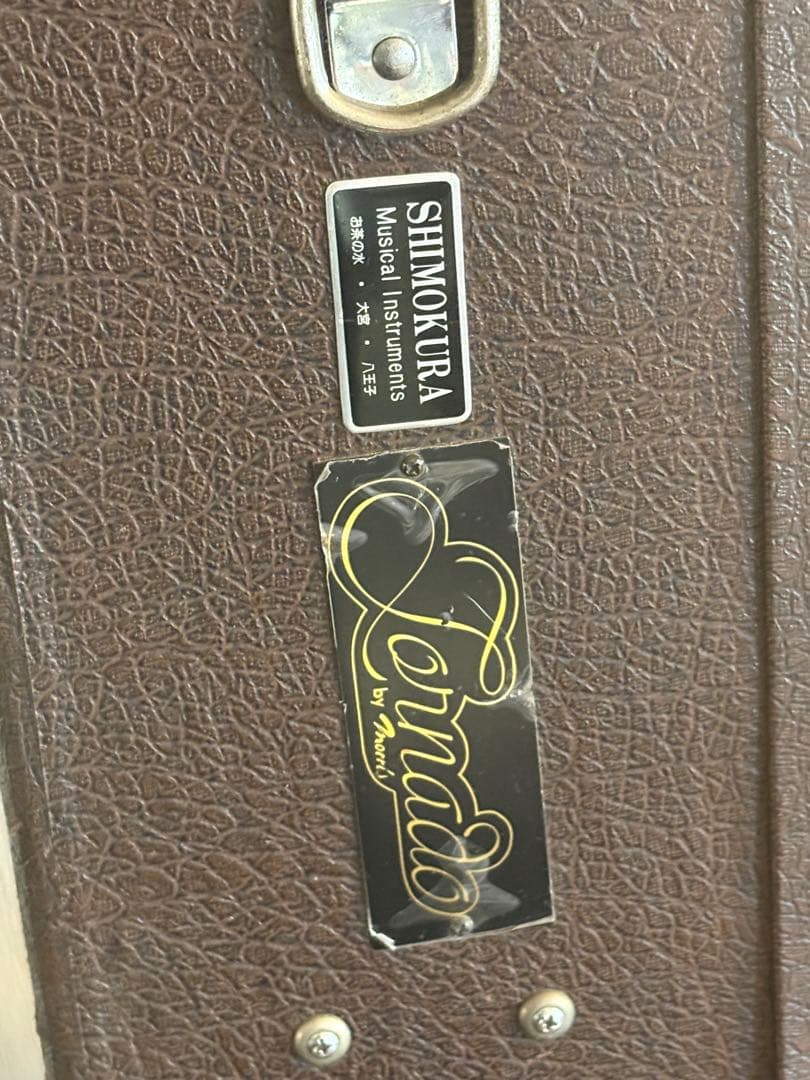 SHIMOKURA
Musical Instruments
お茶の水 • 大宮 • 八王子
Tornado
by Morris